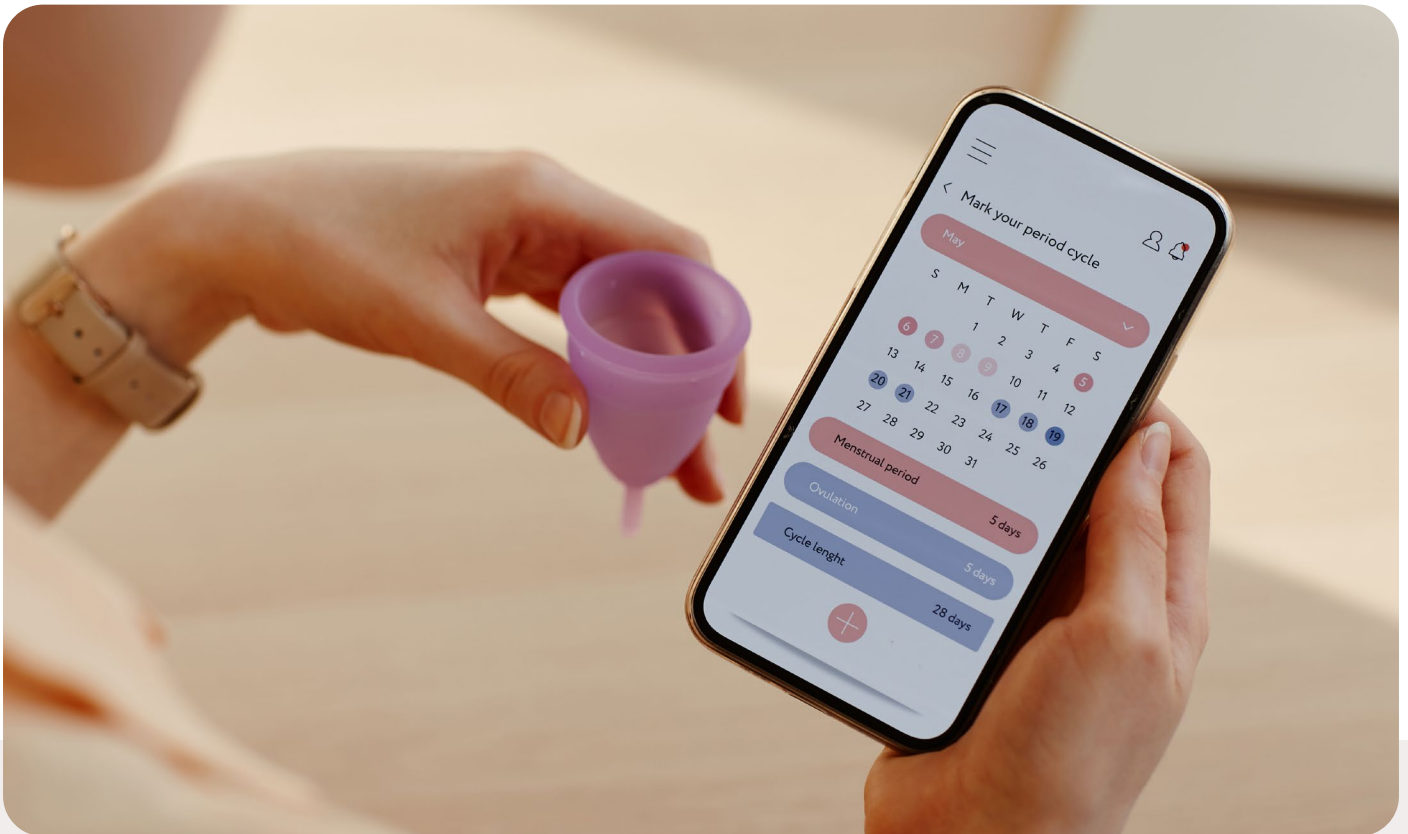 Mark your period cycle
May
S M T W T F S
1 2 3 4 5
6 7 8 9 10 11 12
13 14 15 16 17 18 19
20 21 22 23 24 25 26
27 28 29 30 31
Menstrual period 5 days
Ovulation 5 days
Cycle lenght 28 days